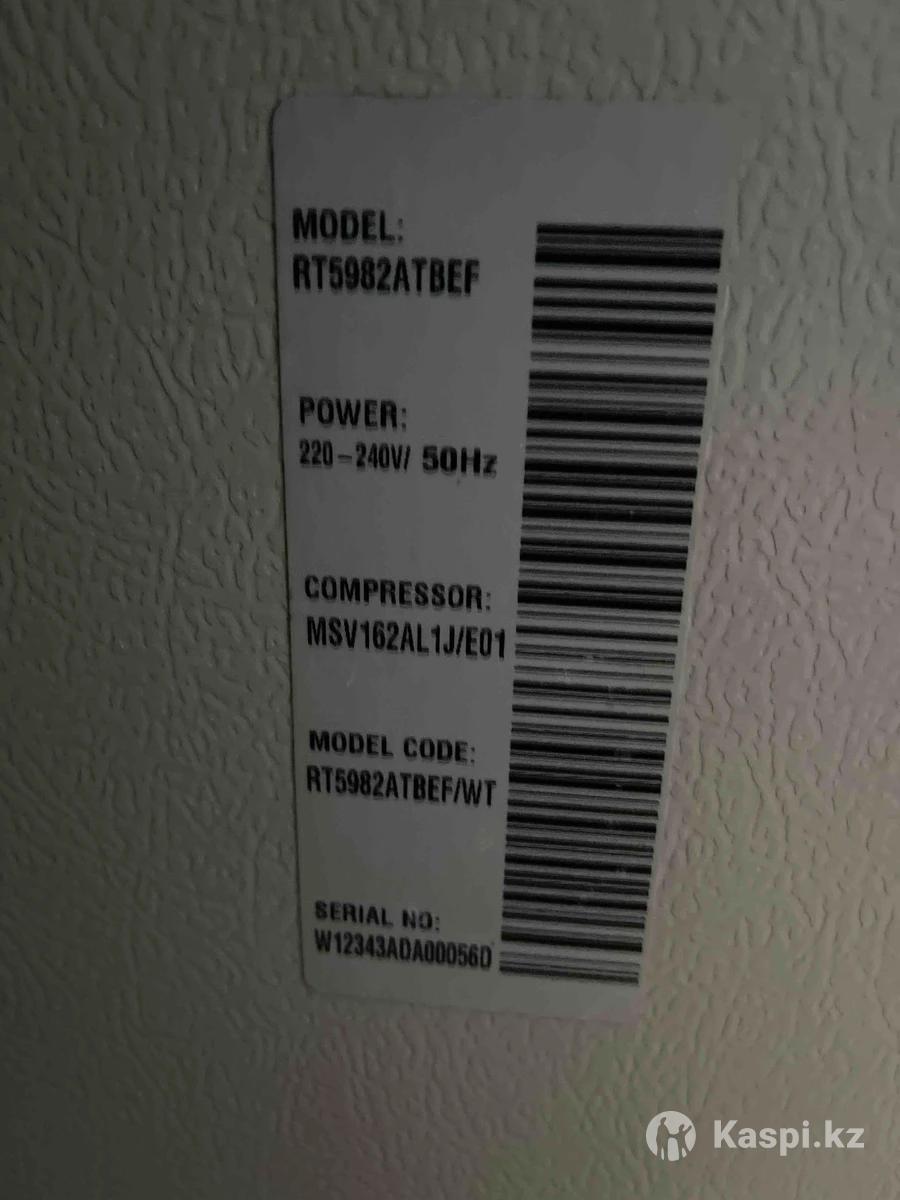 MODEL:
RT5982ATBEF
POWER:
220-240V/ 50Hz
COMPRESSOR:
MSV162AL1J/E01
MODEL CODE:
RT5982ATBEF/WT
SERIAL NO:
W12343ADA00056D
Kaspi.kz